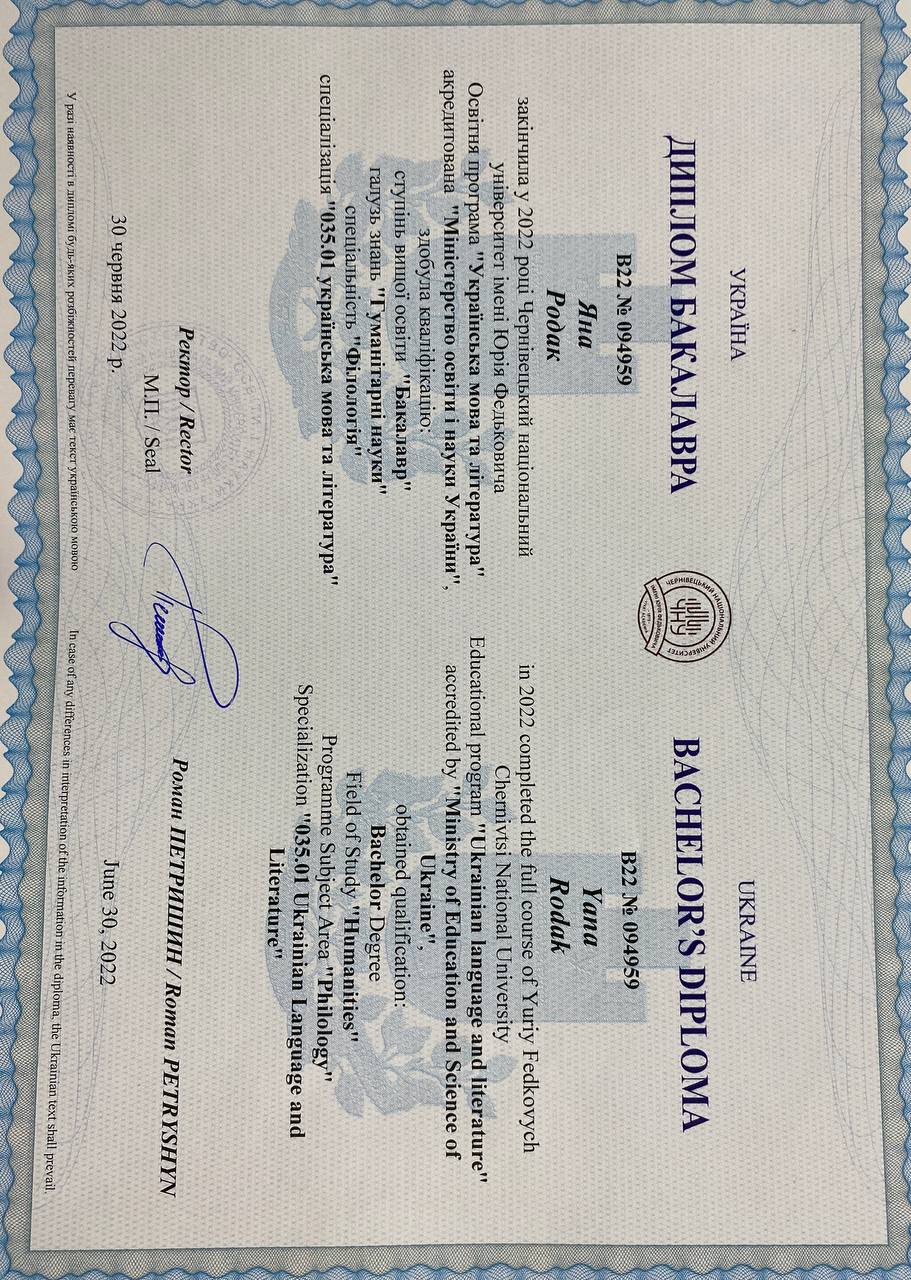 УКРАЇНА
ДИПЛОМ БАКАЛАВРА
B22 № 094959
Яна
Родак
закінчила у 2022 році Чернівецький національний
університет імені Юрія Федьковича
Освітня програма "Українська мова та література"
акредитована "Міністерство освіти і науки України",
здобула кваліфікацію:
ступінь вищої освіти "Бакалавр"
галузь знань "Гуманітарні науки"
спеціальність "Філологія"
спеціалізація "035.01 українська мова та література"
ЧЕРНІВЕЦЬКИЙ НАЦІОНАЛЬНИЙ УНІВЕРСИТЕТ
ІМЕНІ ЮРІЯ ФЕДЬКОВИЧА
ЧНУ
UKRAINE
BACHELOR'S DIPLOMA
B22 № 094959
Yana
Rodak
in 2022 completed the full course of Yuriy Fedkovych
Chernivtsi National University
Educational program "Ukrainian language and literature"
accredited by "Ministry of Education and Science of
Ukraine",
obtained qualification:
Bachelor Degree
Field of Study "Humanities"
Programme Subject Area "Philology"
Specialization "035.01 Ukrainian Language and
Literature"
Ректор / Rector
М.П. / Seal
Роман ПЕТРИШИН / Roman PETRYSHYN
30 червня 2022 р.
June 30, 2022
У разі наявності в дипломі будь-яких розбіжностей перевагу має текст українською мовою
In case of any differences in interpretation of the information in the diploma, the Ukrainian text shall prevail